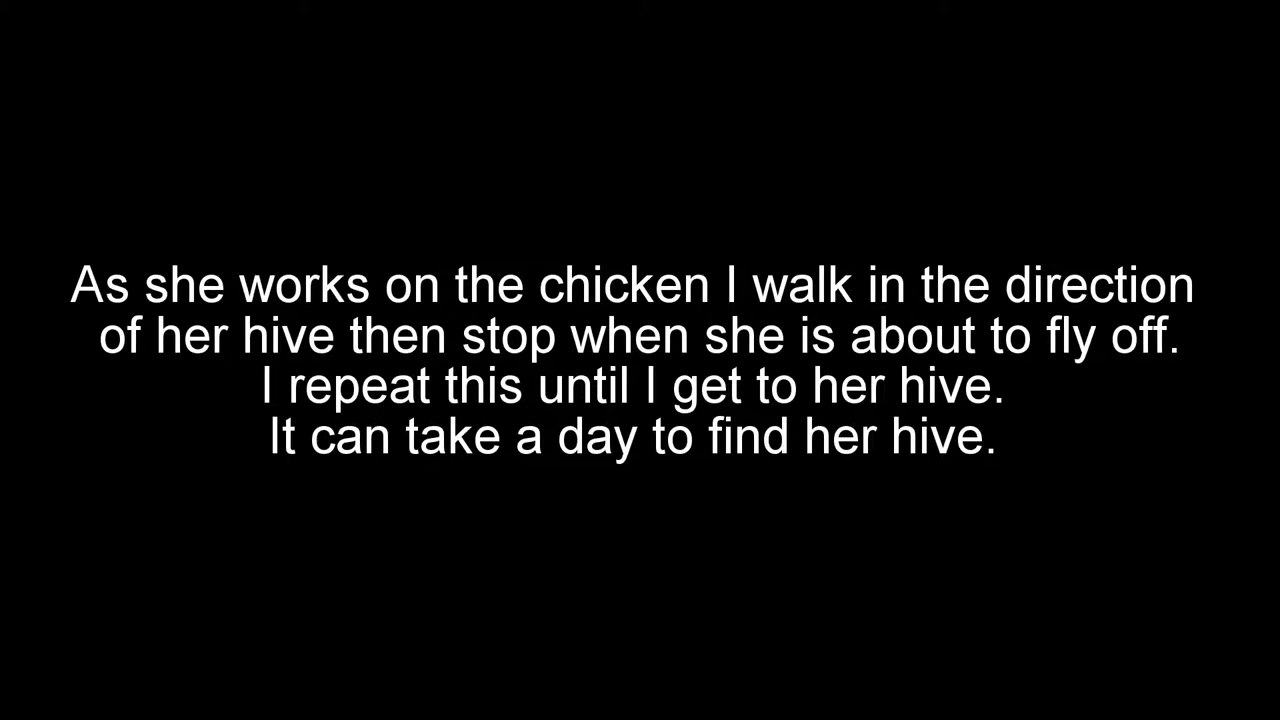 As she works on the chicken I walk in the direction
of her hive then stop when she is about to fly off.
I repeat this until I get to her hive.
It can take a day to find her hive.